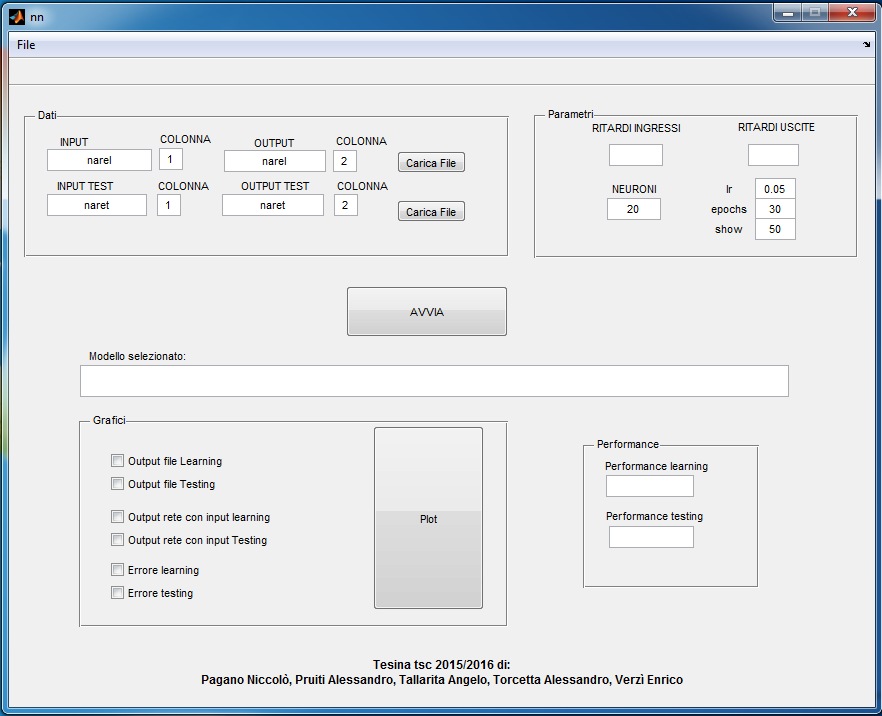 nn
File
Dati
INPUT COLONNA OUTPUT COLONNA
narel 1 narel 2 Carica File
INPUT TEST COLONNA OUTPUT TEST COLONNA
naret 1 naret 2 Carica File
Parametri
RITARDI INGRESSI RITARDI USCITE
NEURONI
20
lr 0.05
epochs 30
show 50
AVVIA
Modello selezionato:
Grafici
Output file Learning
Output file Testing
Output rete con input learning
Output rete con input Testing
Errore learning
Errore testing
Plot
Performance
Performance learning
Performance testing
Tesina tsc 2015/2016 di:
Pagano Niccolò, Pruiti Alessandro, Tallarita Angelo, Torcetta Alessandro, Verzì Enrico